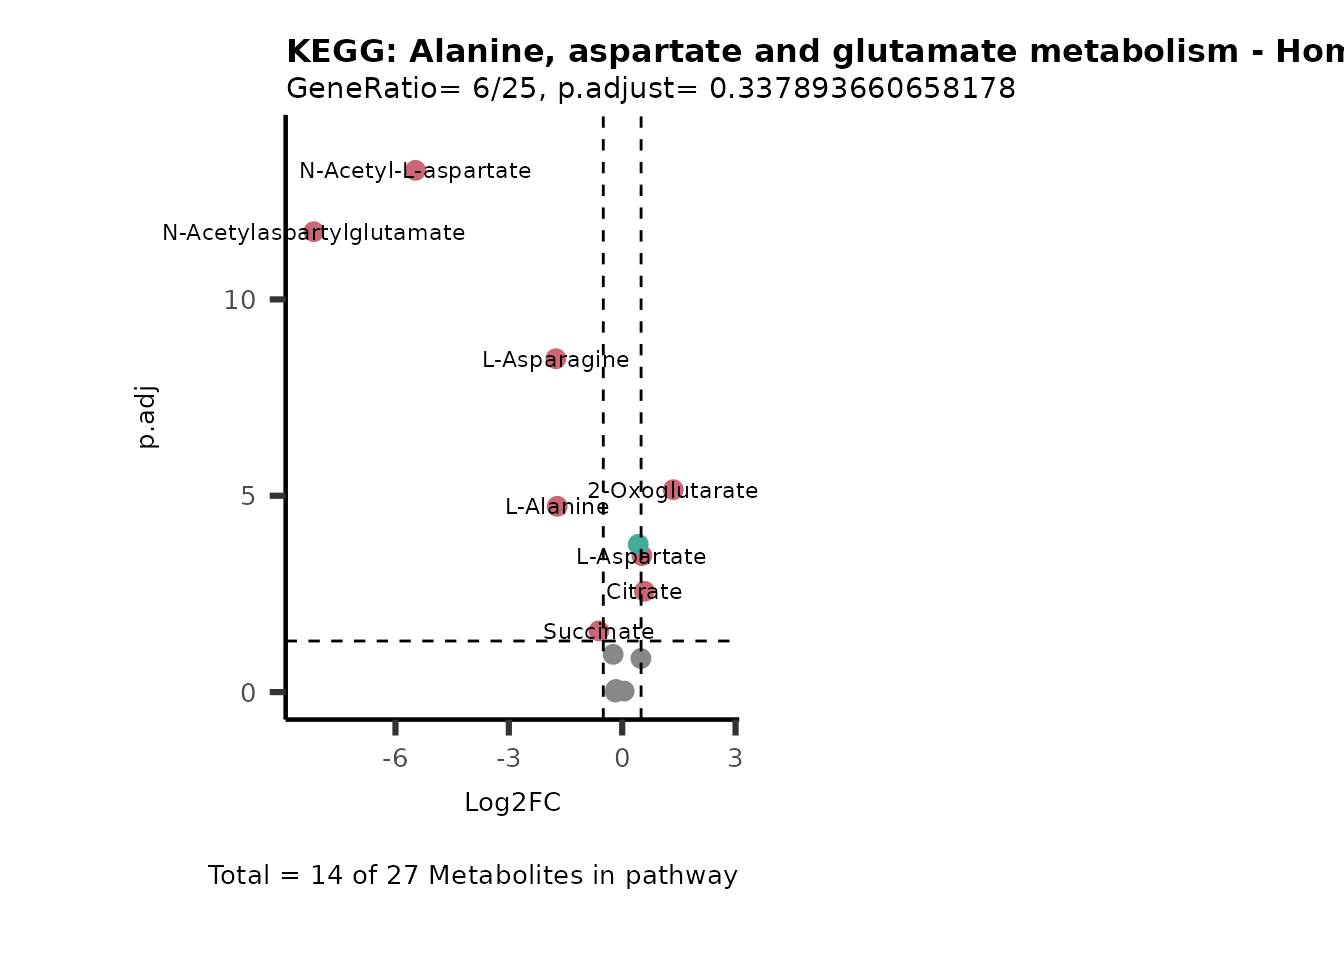 KEGG: Alanine, aspartate and glutamate metabolism - Hom
GeneRatio= 6/25, p.adjust= 0.337893660658178
N-Acetyl-L-aspartate
N-Acetylaspartylglutamate
10
L-Asparagine
p.adj
5
2-Oxoglutarate
L-Alanine
L-Aspartate
Citrate
Succinate
0
-6 -3 0 3
Log2FC
Total = 14 of 27 Metabolites in pathway